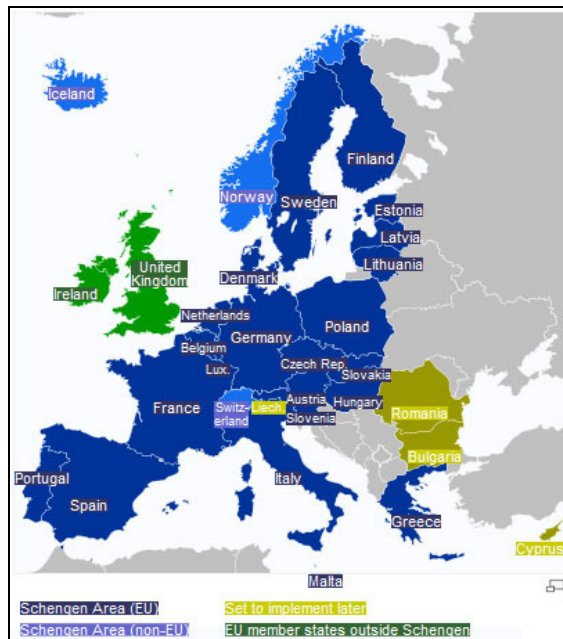 Iceland
Norway
Finland
Sweden
Estonia
Latvia
Lithuania
Denmark
United
Kingdom
Ireland
Netherlands
Belgium
Lux.
Germany
Poland
Czech Rep.
Slovakia
Austria
Hungary
Slovenia
France
Switz-
erland
Liech.
Romania
Bulgaria
Portugal
Spain
Italy
Greece
Cyprus
Malta
Schengen Area (EU)
Set to implement later
Schengen Area (non-EU)
EU member states outside Schengen